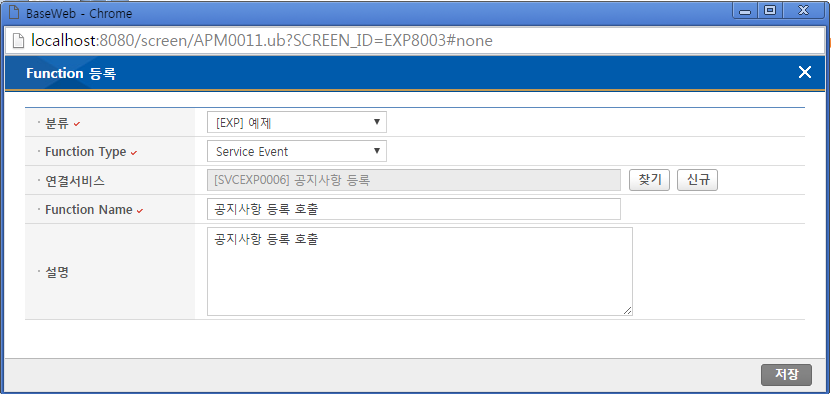 BaseWeb - Chrome
localhost:8080/screen/APM0011.ub?SCREEN_ID=EXP8003#none
Function 등록
분류
[EXP] 예제
Function Type
Service Event
연결서비스
[SVCEXP0006] 공지사항 등록
찾기
신규
Function Name
공지사항 등록 호출
설명
공지사항 등록 호출
저장